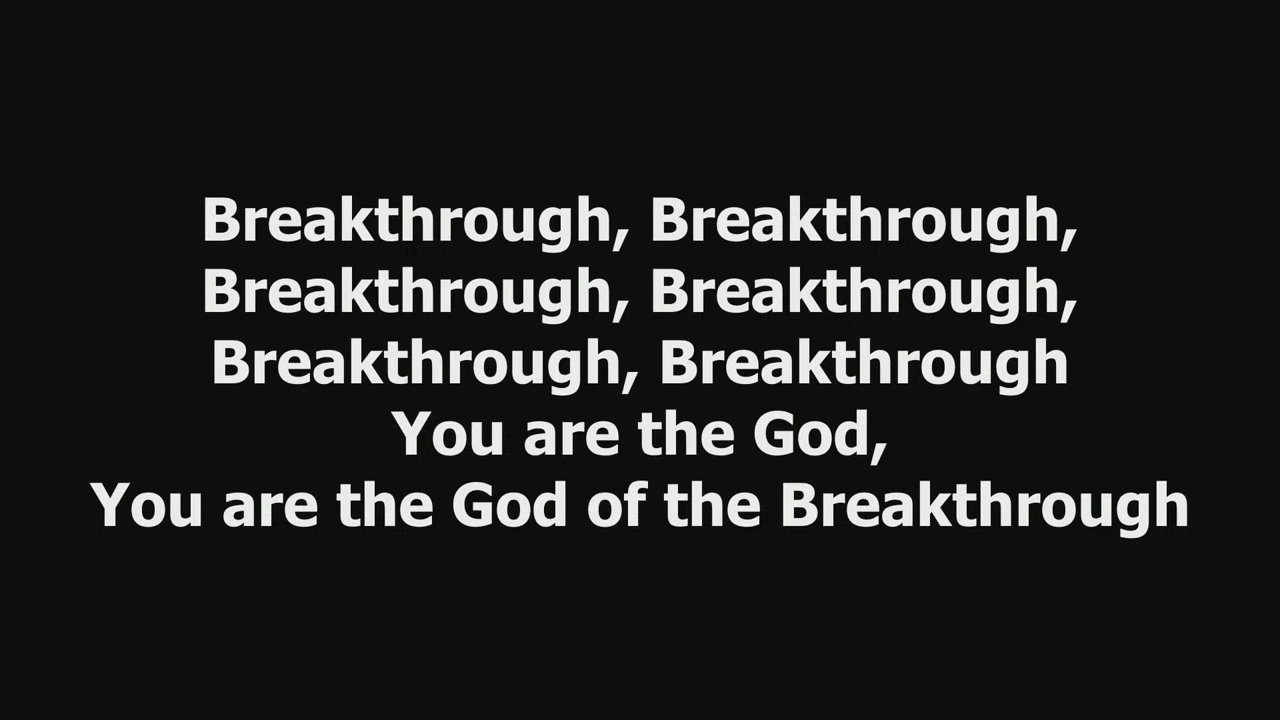 Breakthrough, Breakthrough,
Breakthrough, Breakthrough,
Breakthrough, Breakthrough
You are the God,
You are the God of the Breakthrough